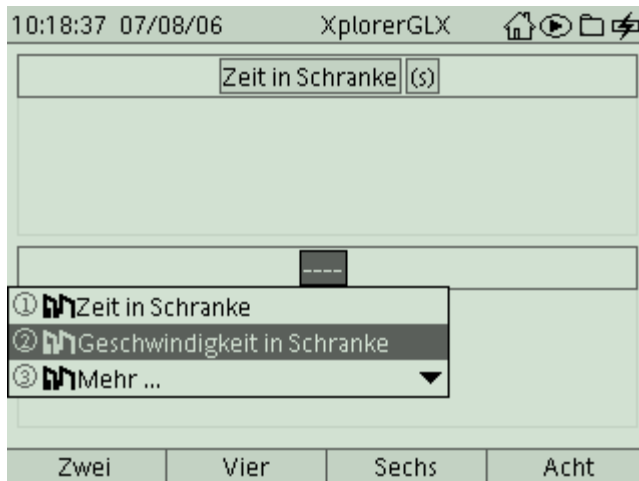 10:18:37 07/08/06 XplorerGLX
Zeit in Schranke (s)
----
① Zeit in Schranke
② Geschwindigkeit in Schranke
③ Mehr ...
Zwei Vier Sechs Acht